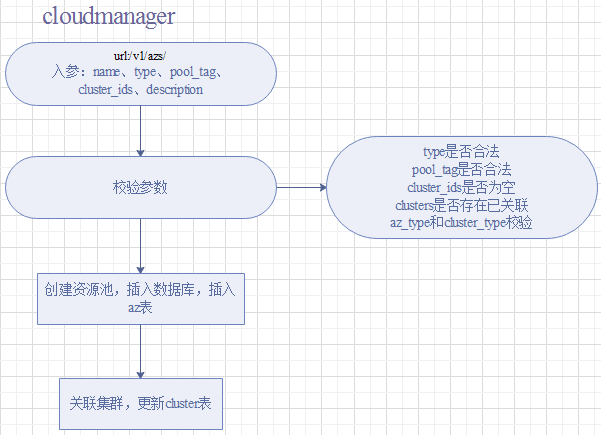 cloudmanager
url:/v1/azs/
入参：name、type、pool_tag、
cluster_ids、description
校验参数
type是否合法
pool_tag是否合法
cluster_ids是否为空
clusters是否存在已关联
az_type和cluster_type校验
创建资源池，插入数据库，插入
az表
关联集群，更新cluster表